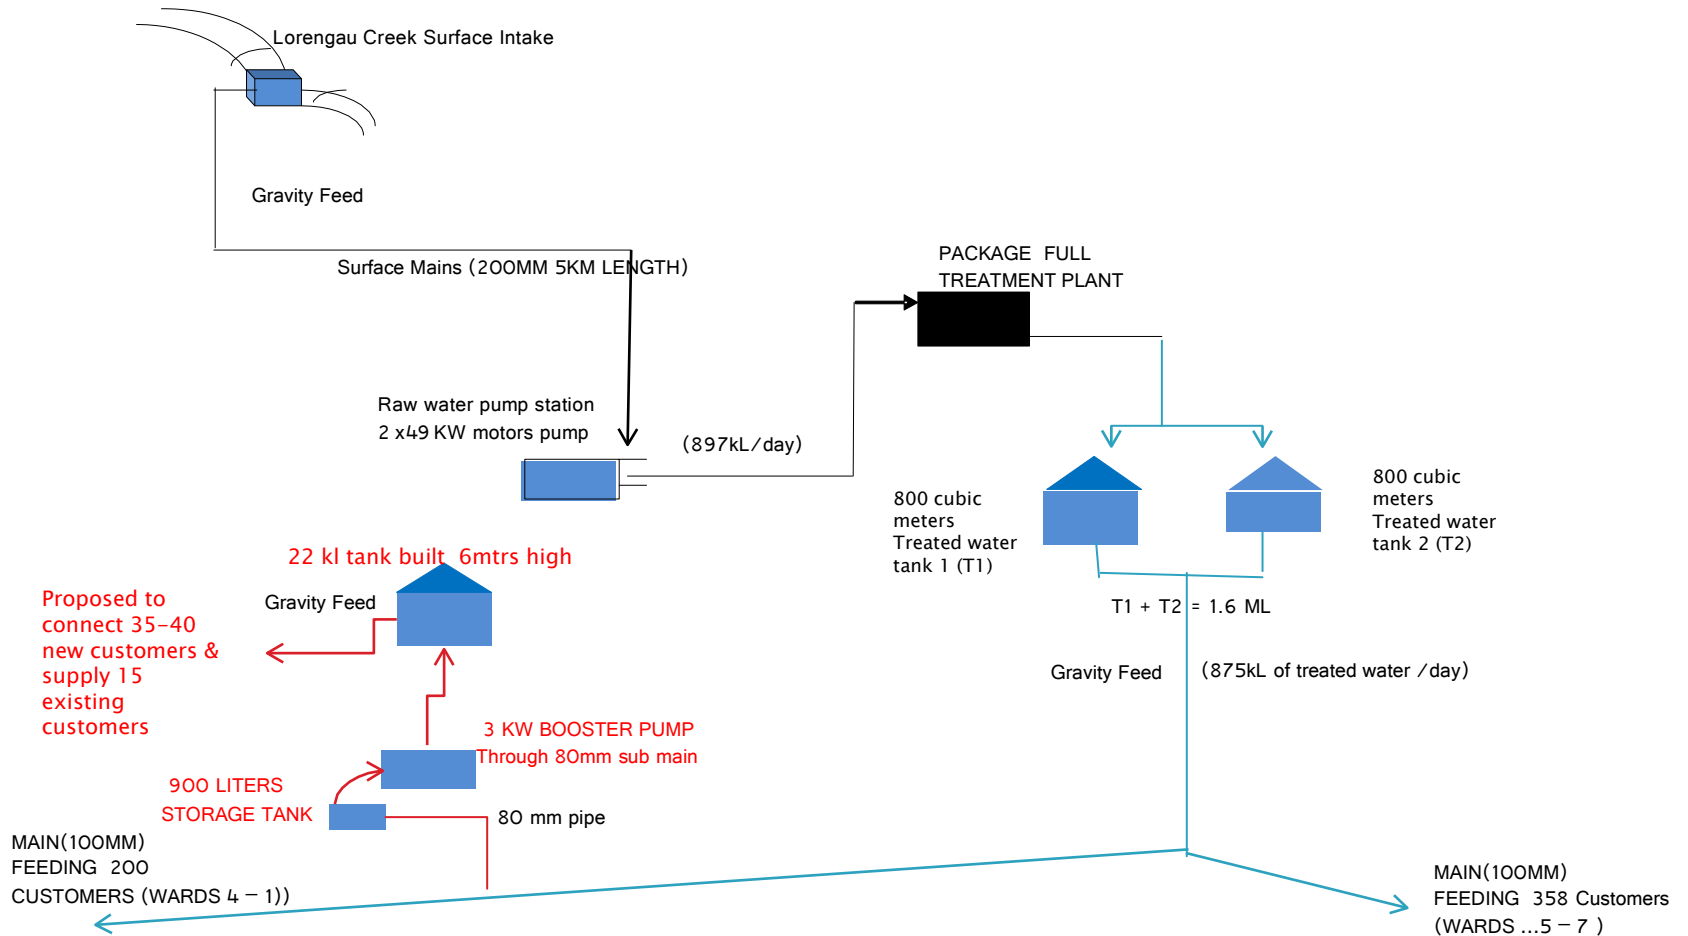 Lorengau Creek Surface Intake
Gravity Feed
Surface Mains (200MM 5KM LENGTH)
PACKAGE  FULL
TREATMENT PLANT
Raw water pump station
2 x49 KW motors pump
(897kL/day)
800 cubic
meters
Treated water
tank 1 (T1)
800 cubic
meters
Treated water
tank 2 (T2)
T1 + T2 = 1.6 ML
Gravity Feed
(875kL of treated water /day)
22 kl tank built  6mtrs high
Gravity Feed
Proposed to
connect 35-40
new customers &
supply 15
existing
customers
3 KW BOOSTER PUMP
Through 80mm sub main
900 LITERS
STORAGE TANK
80 mm pipe
MAIN(100MM)
FEEDING  200
CUSTOMERS (WARDS 4 – 1))
MAIN(100MM)
FEEDING  358 Customers
(WARDS ...5 – 7 )